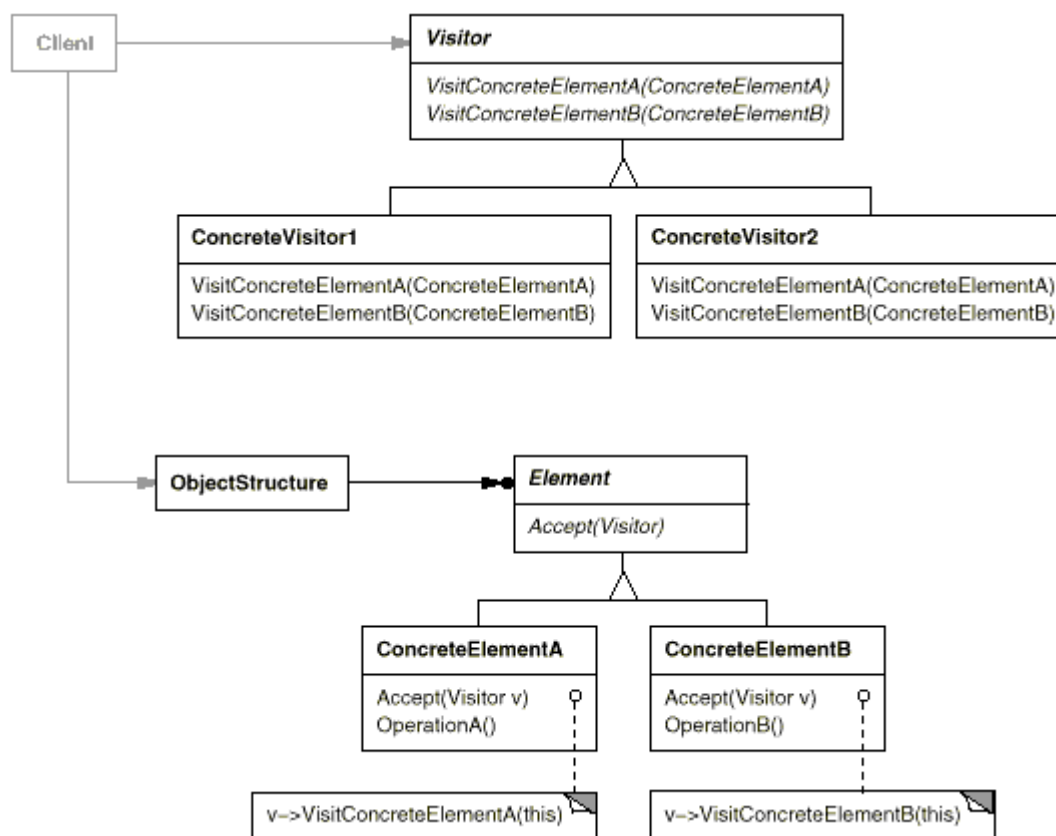 Client
Visitor
VisitConcreteElementA(ConcreteElementA)
VisitConcreteElementB(ConcreteElementB)
ConcreteVisitor1
VisitConcreteElementA(ConcreteElementA)
VisitConcreteElementB(ConcreteElementB)
ConcreteVisitor2
VisitConcreteElementA(ConcreteElementA)
VisitConcreteElementB(ConcreteElementB)
ObjectStructure
Element
Accept(Visitor)
ConcreteElementA
Accept(Visitor v)
OperationA()
ConcreteElementB
Accept(Visitor v)
OperationB()
v->VisitConcreteElementA(this)
v->VisitConcreteElementB(this)